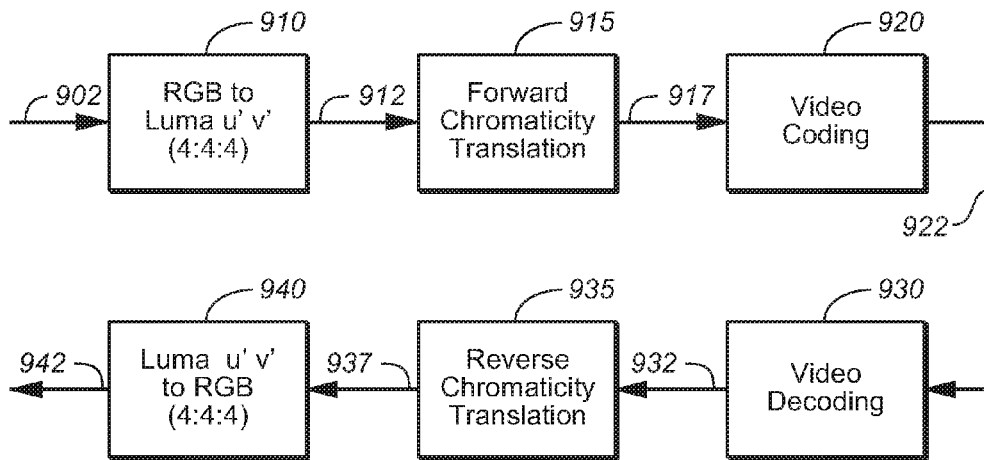 910
915
920
902
RGB to
Luma u' v'
(4:4:4)
912
Forward
Chromaticity
Translation
917
Video
Coding
922
940
935
930
942
Luma u' v'
to RGB
(4:4:4)
937
Reverse
Chromaticity
Translation
932
Video
Decoding